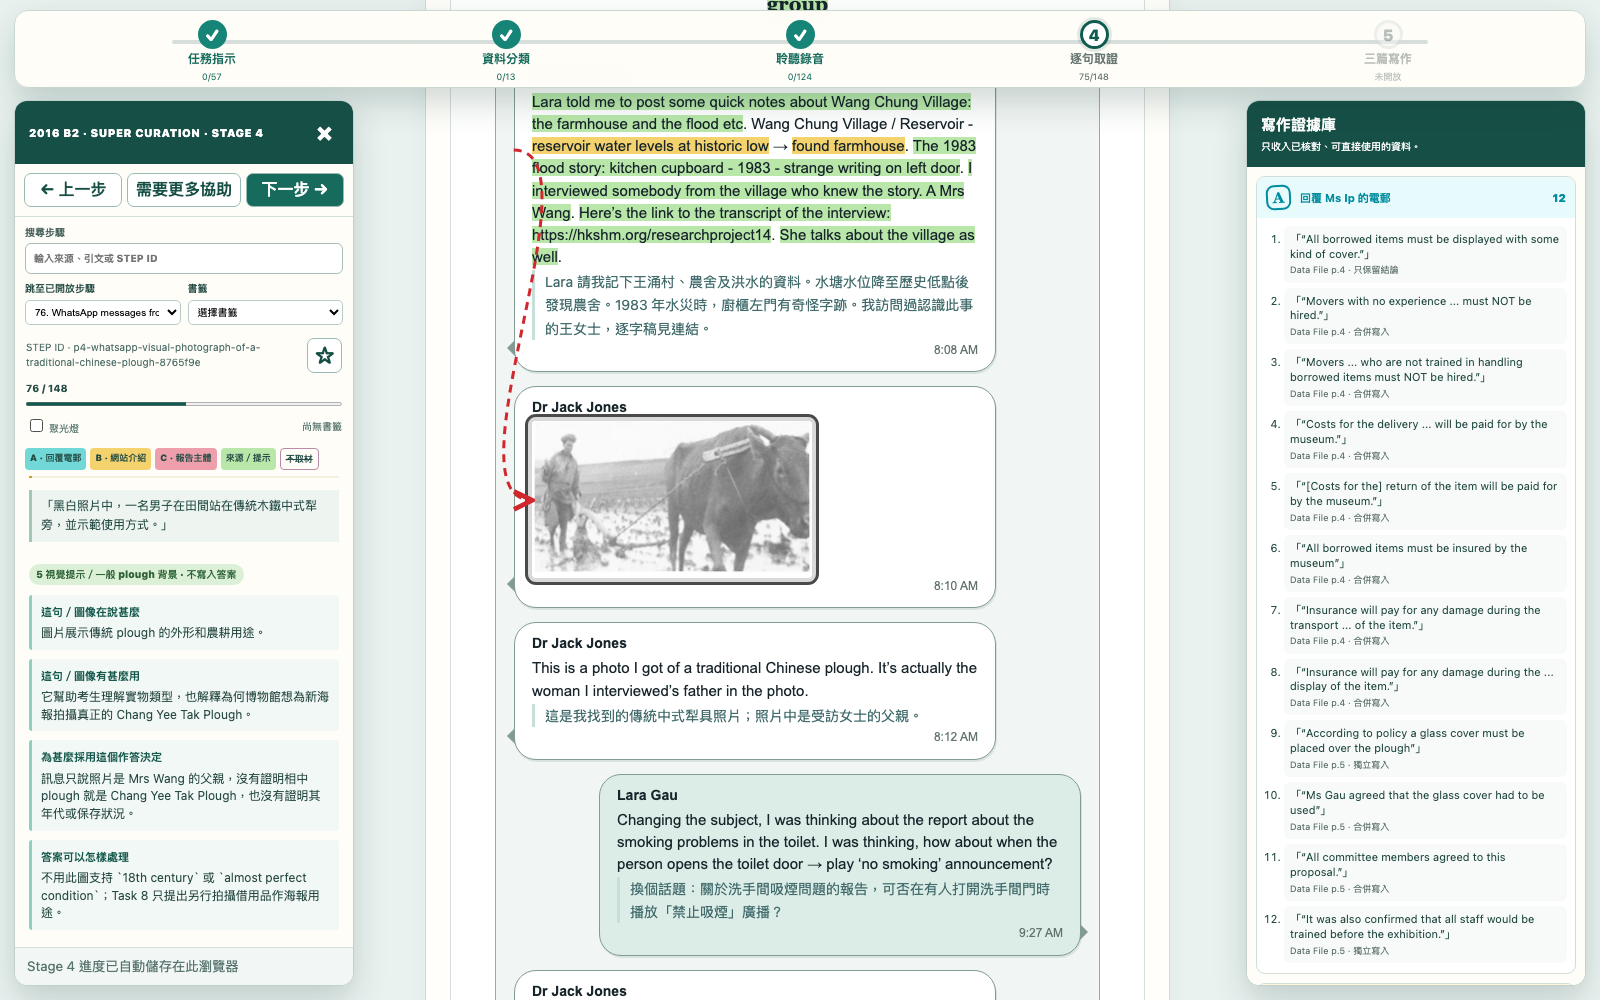 group
4
5
任務指示
資料分類
聆聽錄音
逐句取證
三篇寫作
0/57
0/13
0/124
75/148
未開放
2016 B2 · SUPER CURATION · STAGE 4
← 上一步
需要更多協助
下一步 →
搜尋步驟
輸入來源、引文或 STEP ID
跳至已開放步驟
書籤
76. WhatsApp messages frc
選擇書籤
STEP ID · p4-whatsapp-visual-photograph-of-a-
traditional-chinese-plough-8765f9e
76 / 148
聚光燈
尚無書籤
A · 回覆電郵
B · 網站介紹
C · 報告主體
來源 / 提示
不取材
「黑白照片中，一名男子在田間站在傳統木鐵中式犁
旁，並示範使用方式。」
5 視覺提示 / 一般 plough 背景 · 不寫入答案
這句 / 圖像在說甚麼
圖片展示傳統 plough 的外形和農耕用途。
這句 / 圖像有甚麼用
它幫助考生理解實物類型，也解釋為何博物館想為新海
報拍攝真正的 Chang Yee Tak Plough。
為甚麼採用這個作答決定
訊息只說照片是 Mrs Wang 的父親，沒有證明相中
plough 就是 Chang Yee Tak Plough，也沒有證明其
年代或保存狀況。
答案可以怎樣處理
不用此圖支持 `18th century` 或 `almost perfect
condition`；Task 8 只提出另行拍攝借用品作海報用
途。
Stage 4 進度已自動儲存在此瀏覽器
Lara told me to post some quick notes about Wang Chung Village:
the farmhouse and the flood etc. Wang Chung Village / Reservoir -
reservoir water levels at historic low → found farmhouse. The 1983
flood story: kitchen cupboard - 1983 - strange writing on left door. I
interviewed somebody from the village who knew the story. A Mrs
Wang. Here's the link to the transcript of the interview:
https://hkshm.org/researchproject14. She talks about the village as
well.
Lara 請我記下王涌村、農舍及洪水的資料。水塘水位降至歷史低點後
發現農舍。1983 年水災時，廚櫃左門有奇怪字跡。我訪問過認識此事
的王女士，逐字稿見連結。
8:08 AM
Dr Jack Jones
8:10 AM
Dr Jack Jones
This is a photo I got of a traditional Chinese plough. It's actually the
woman I interviewed's father in the photo.
這是我找到的傳統中式犁具照片；照片中是受訪女士的父親。
8:12 AM
Lara Gau
Changing the subject, I was thinking about the report about the
smoking problems in the toilet. I was thinking, how about when the
person opens the toilet door → play 'no smoking' announcement?
換個話題：關於洗手間吸煙問題的報告，可否在有人打開洗手間門時
播放「禁止吸煙」廣播？
9:27 AM
Dr Jack Jones
寫作證據庫
只收入已核對、可直接使用的資料。
A 回覆 Ms Ip 的電郵 12
1. 「“All borrowed items must be displayed with some
kind of cover.”」
Data File p.4 · 只保留結論
2. 「“Movers with no experience ... must NOT be
hired.”」
Data File p.4 · 合併寫入
3. 「“Movers ... who are not trained in handling
borrowed items must NOT be hired.”」
Data File p.4 · 合併寫入
4. 「“Costs for the delivery ... will be paid for by the
museum.”」
Data File p.4 · 合併寫入
5. 「“[Costs for the] return of the item will be paid for
by the museum.”」
Data File p.4 · 合併寫入
6. 「“All borrowed items must be insured by the
museum”」
Data File p.4 · 合併寫入
7. 「“Insurance will pay for any damage during the
transport ... of the item.”」
Data File p.4 · 合併寫入
8. 「“Insurance will pay for any damage during the ...
display of the item.”」
Data File p.4 · 合併寫入
9. 「“According to policy a glass cover must be
placed over the plough”」
Data File p.5 · 獨立寫入
10. 「“Ms Gau agreed that the glass cover had to be
used”」
Data File p.5 · 合併寫入
11. 「“All committee members agreed to this
proposal.”」
Data File p.5 · 合併寫入
12. 「“It was also confirmed that all staff would be
trained before the exhibition.”」
Data File p.5 · 獨立寫入